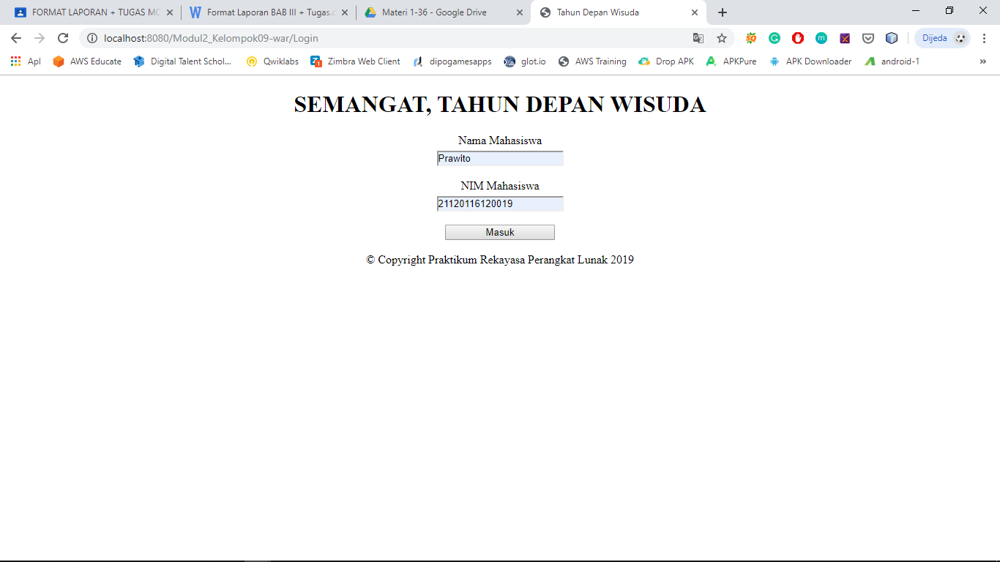 FORMAT LAPORAN + TUGAS MO
Format Laporan BAB III + Tugas.
Materi 1-36 - Google Drive
Tahun Depan Wisuda
localhost:8080/Modul2_Kelompok09-war/Login
Dijeda
Apl
AWS Educate
Digital Talent Schol...
Qwiklabs
Zimbra Web Client
dipogamesapps
glot.io
AWS Training
Drop APK
APKPure
APK Downloader
android-1
»
SEMANGAT, TAHUN DEPAN WISUDA
Nama Mahasiswa
Prawito
NIM Mahasiswa
21120116120019
Masuk
© Copyright Praktikum Rekayasa Perangkat Lunak 2019